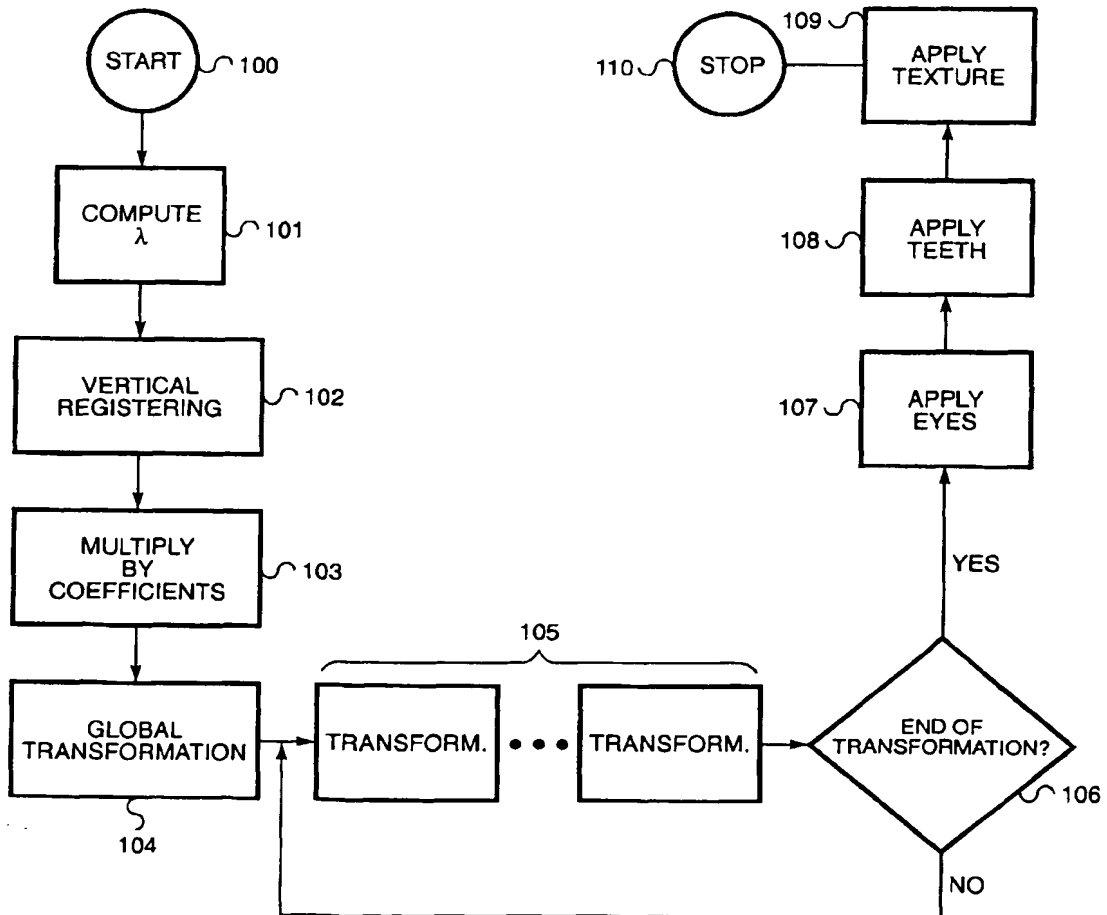 START
100
COMPUTE
λ
101
VERTICAL
REGISTERING
102
MULTIPLY
BY
COEFFICIENTS
103
GLOBAL
TRANSFORMATION
104
105
TRANSFORM.
TRANSFORM.
END OF
TRANSFORMATION?
106
NO
YES
APPLY
EYES
107
APPLY
TEETH
108
APPLY
TEXTURE
109
STOP
110